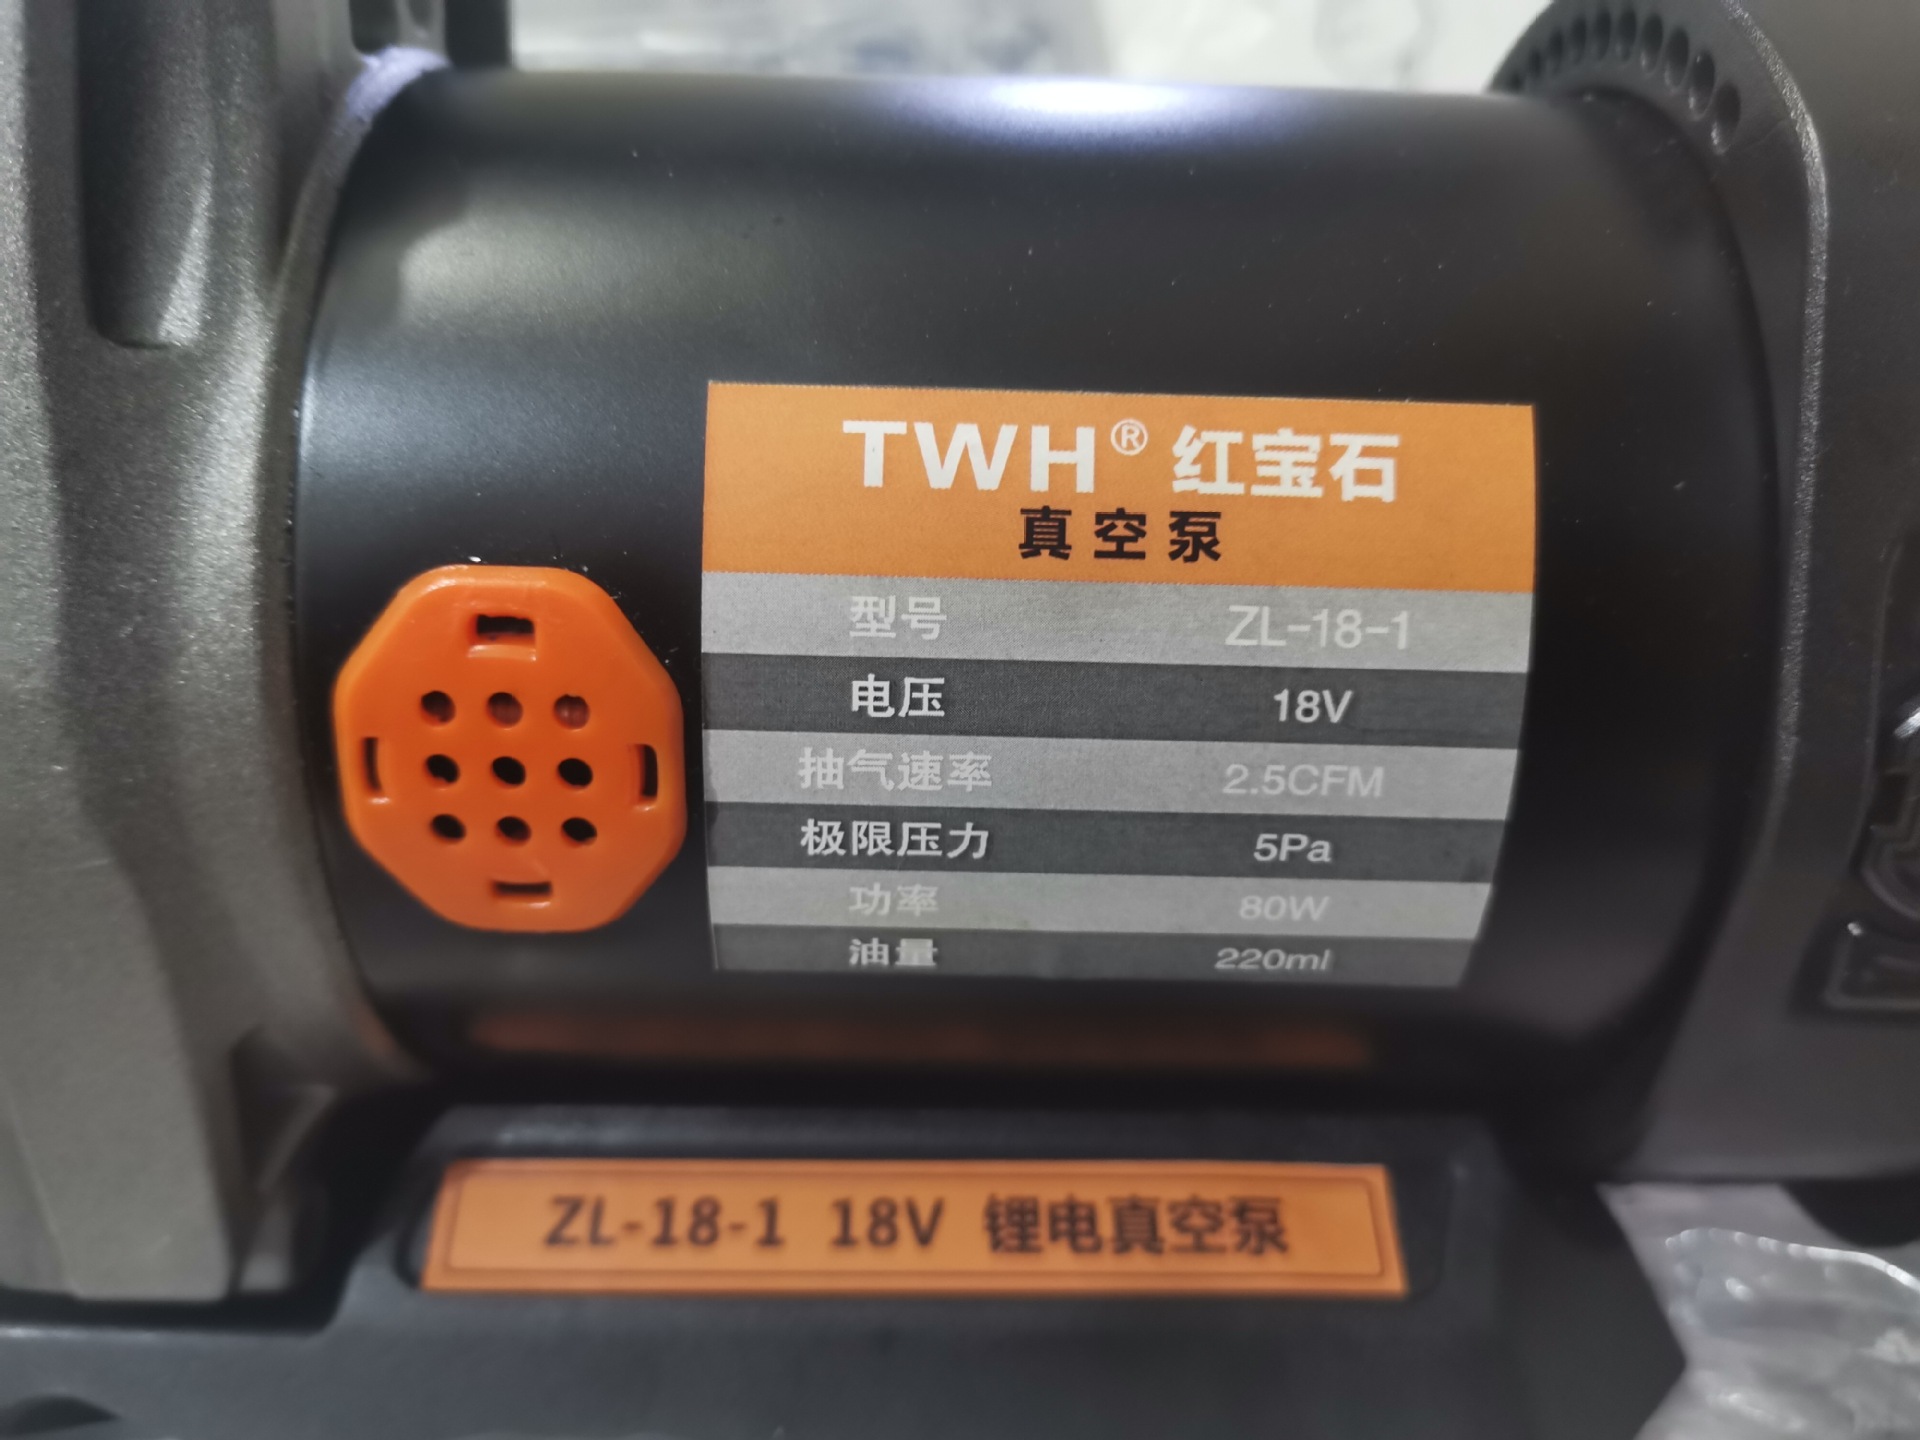 TWH® 红宝石
真空泵
型号 ZL-18-1
电压 18V
抽气速率 2.5CFM
极限压力 5Pa
功率 80W
油量 220ml
ZL-18-1 18V 锂电真空泵